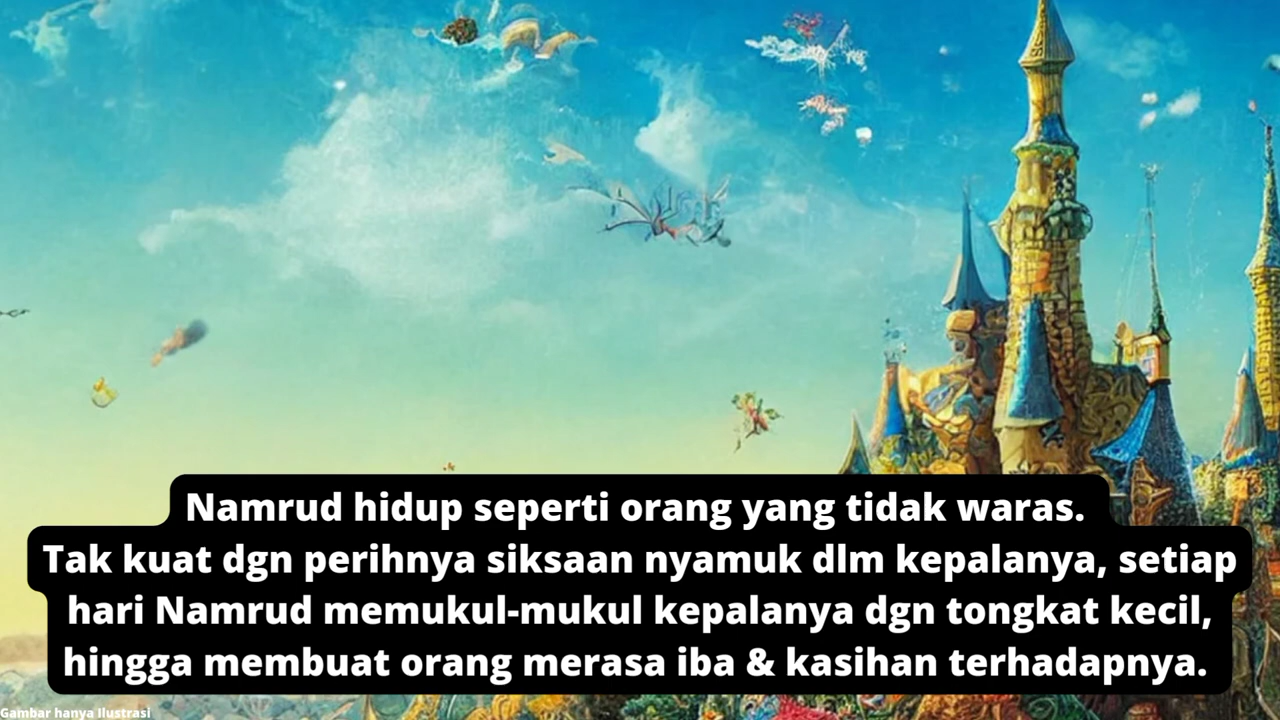 Namrud hidup seperti orang yang tidak waras.
Tak kuat dgn perihnya siksaan nyamuk dlm kepalanya, setiap
hari Namrud memukul-mukul kepalanya dgn tongkat kecil,
hingga membuat orang merasa iba & kasihan terhadapnya.
Gambar hanya Ilustrasi